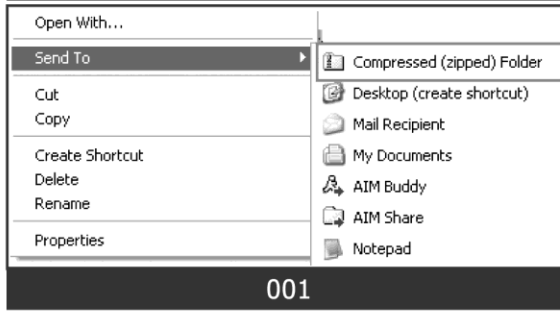 Open With...
Send To
Cut
Copy
Create Shortcut
Delete
Rename
Properties
Compressed (zipped) Folder
Desktop (create shortcut)
Mail Recipient
My Documents
AIM Buddy
AIM Share
Notepad
001